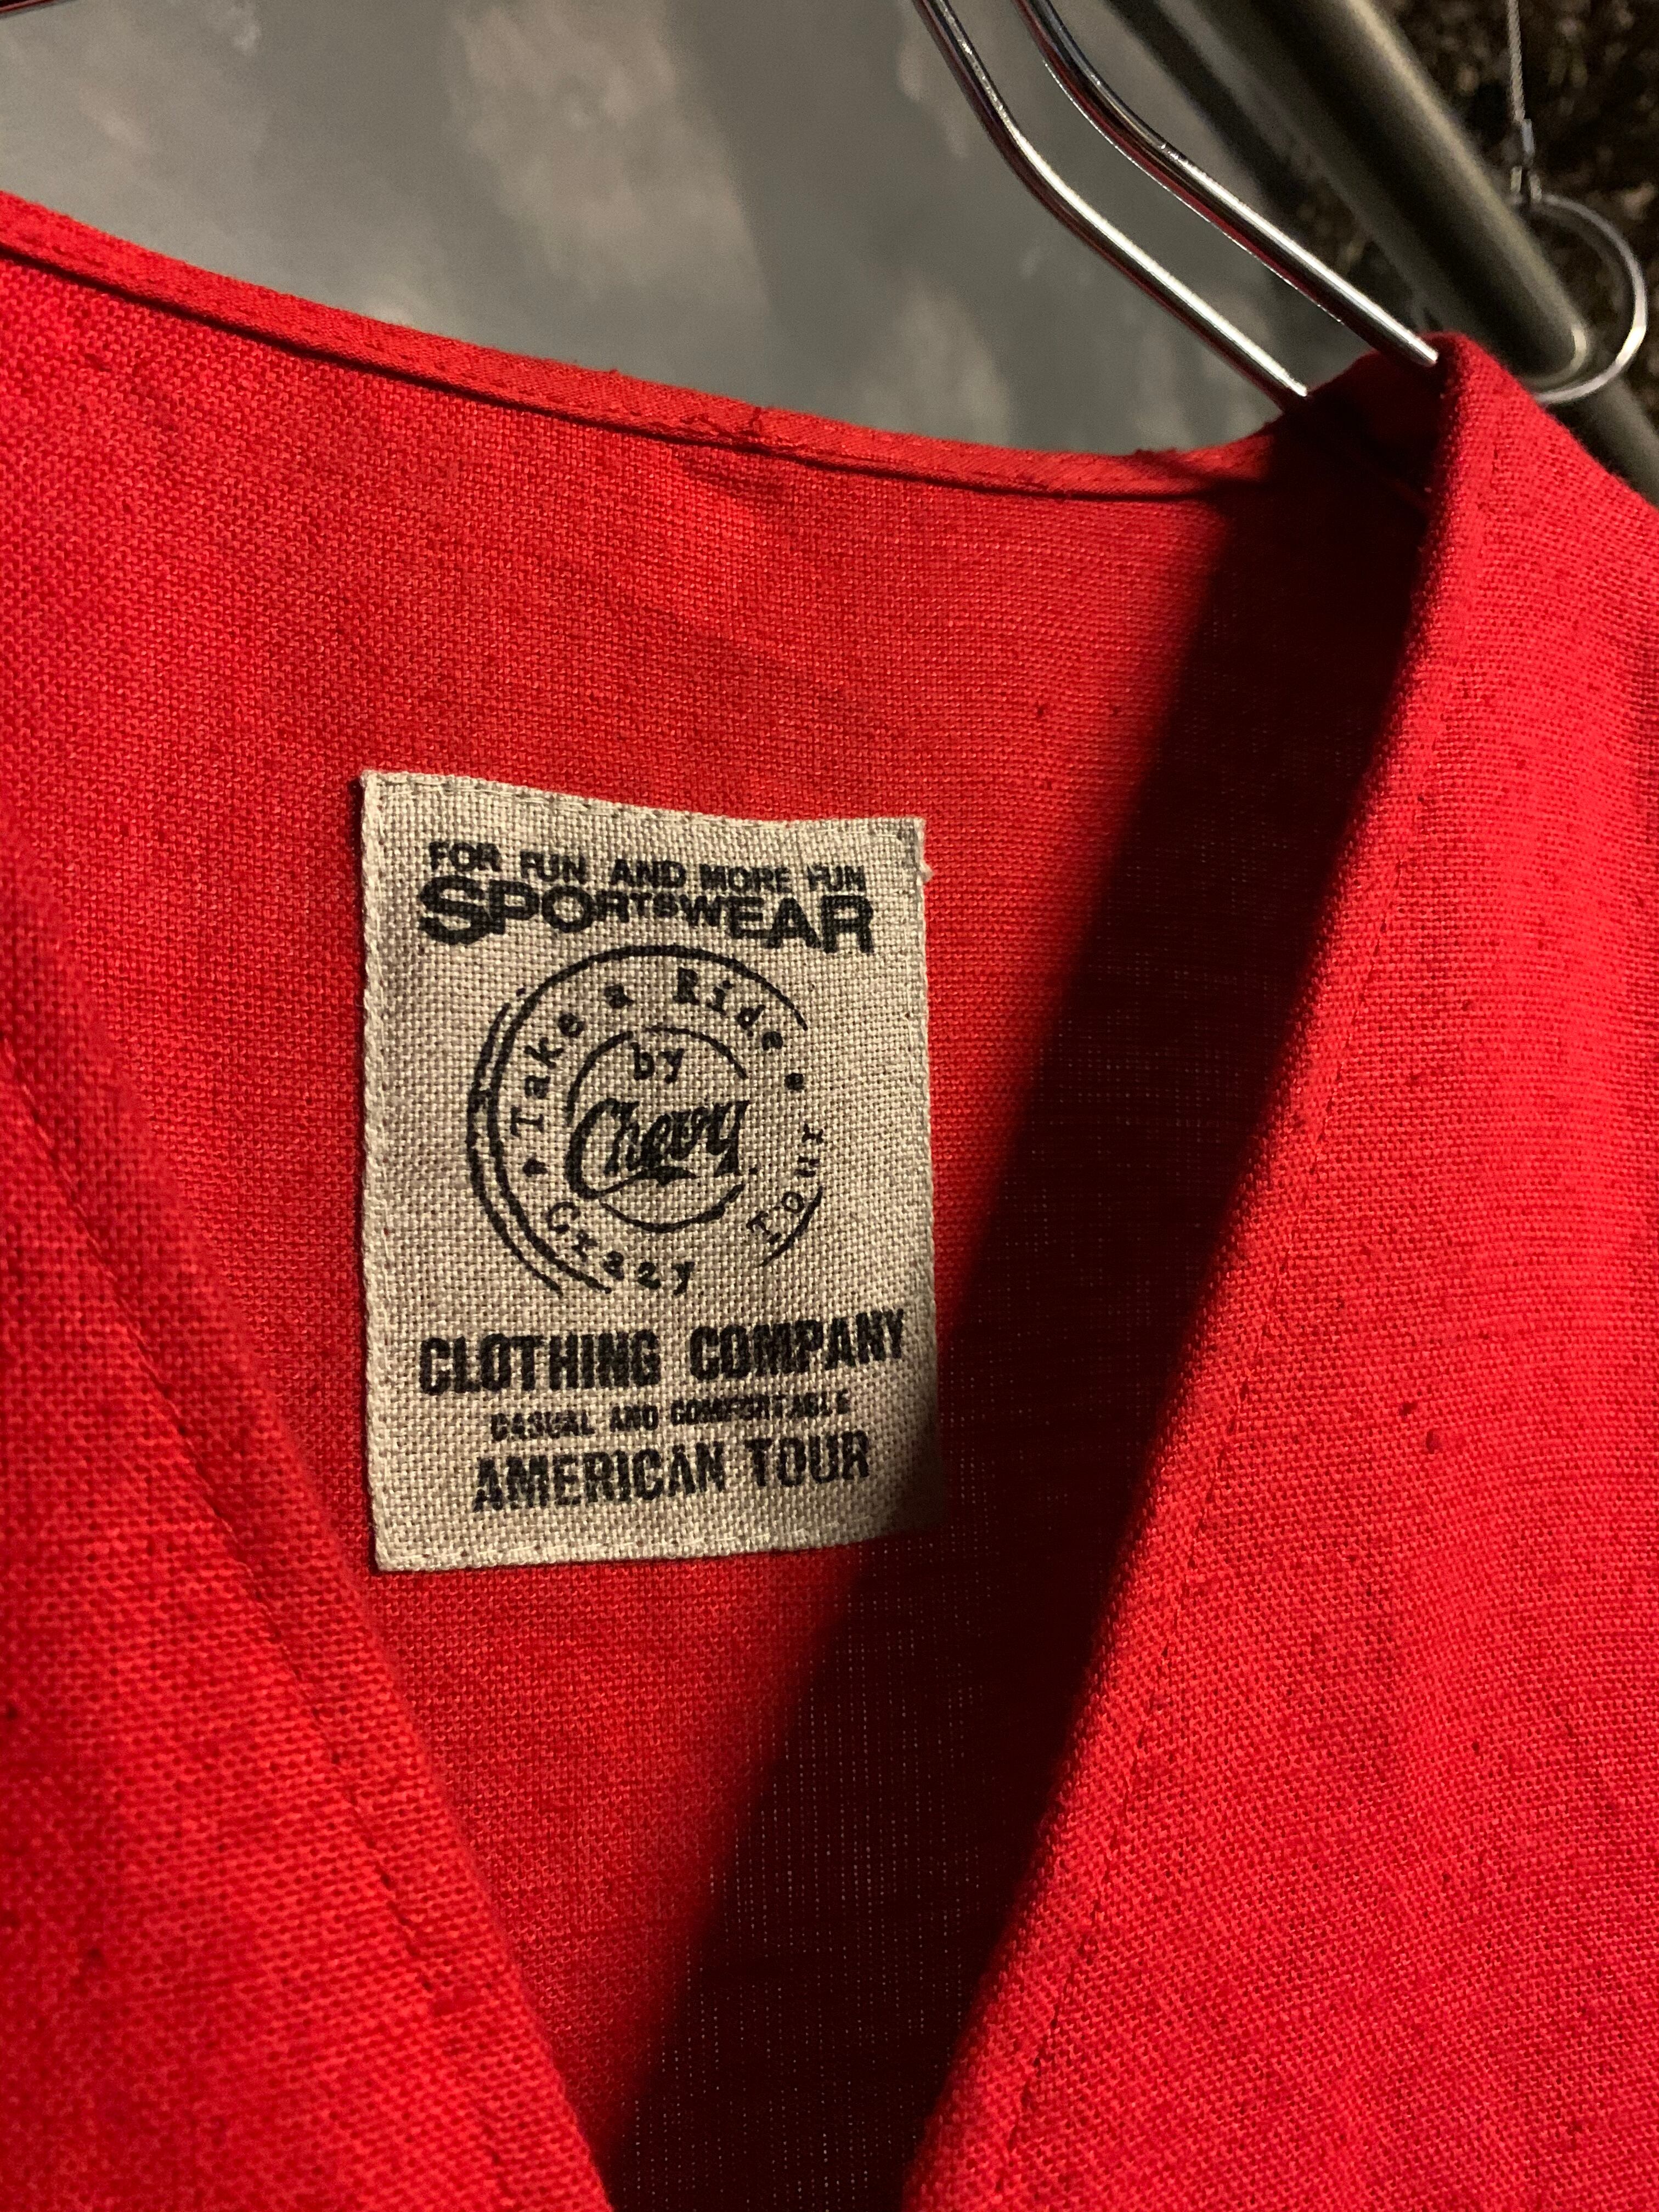 FOR FUN AND MORE FUN
SPORTSWEAR
Take a Ride
by
Chevy
Crazy Tour
CLOTHING COMPANY
CASUAL AND COMFORTABLE
AMERICAN TOUR